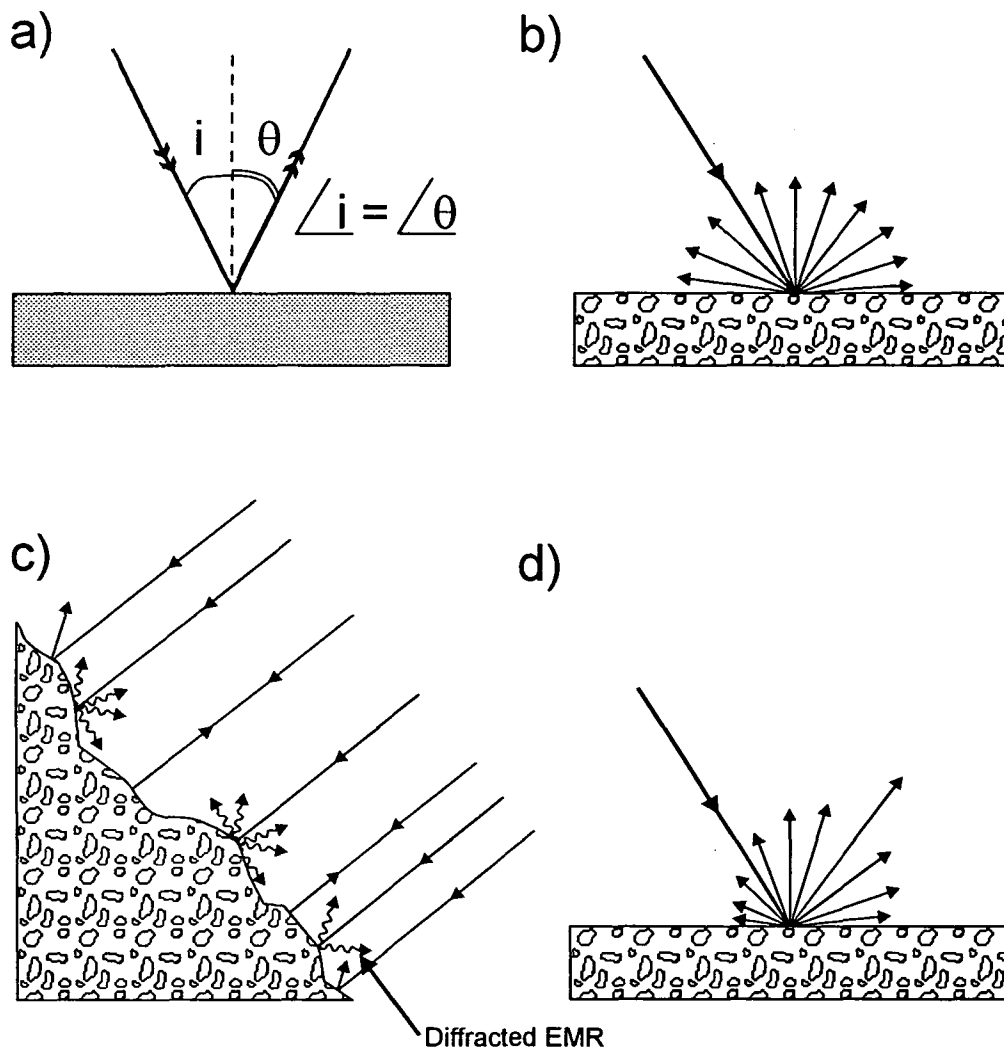 a)
b)
i θ
∠i = ∠θ
c)
d)
Diffracted EMR